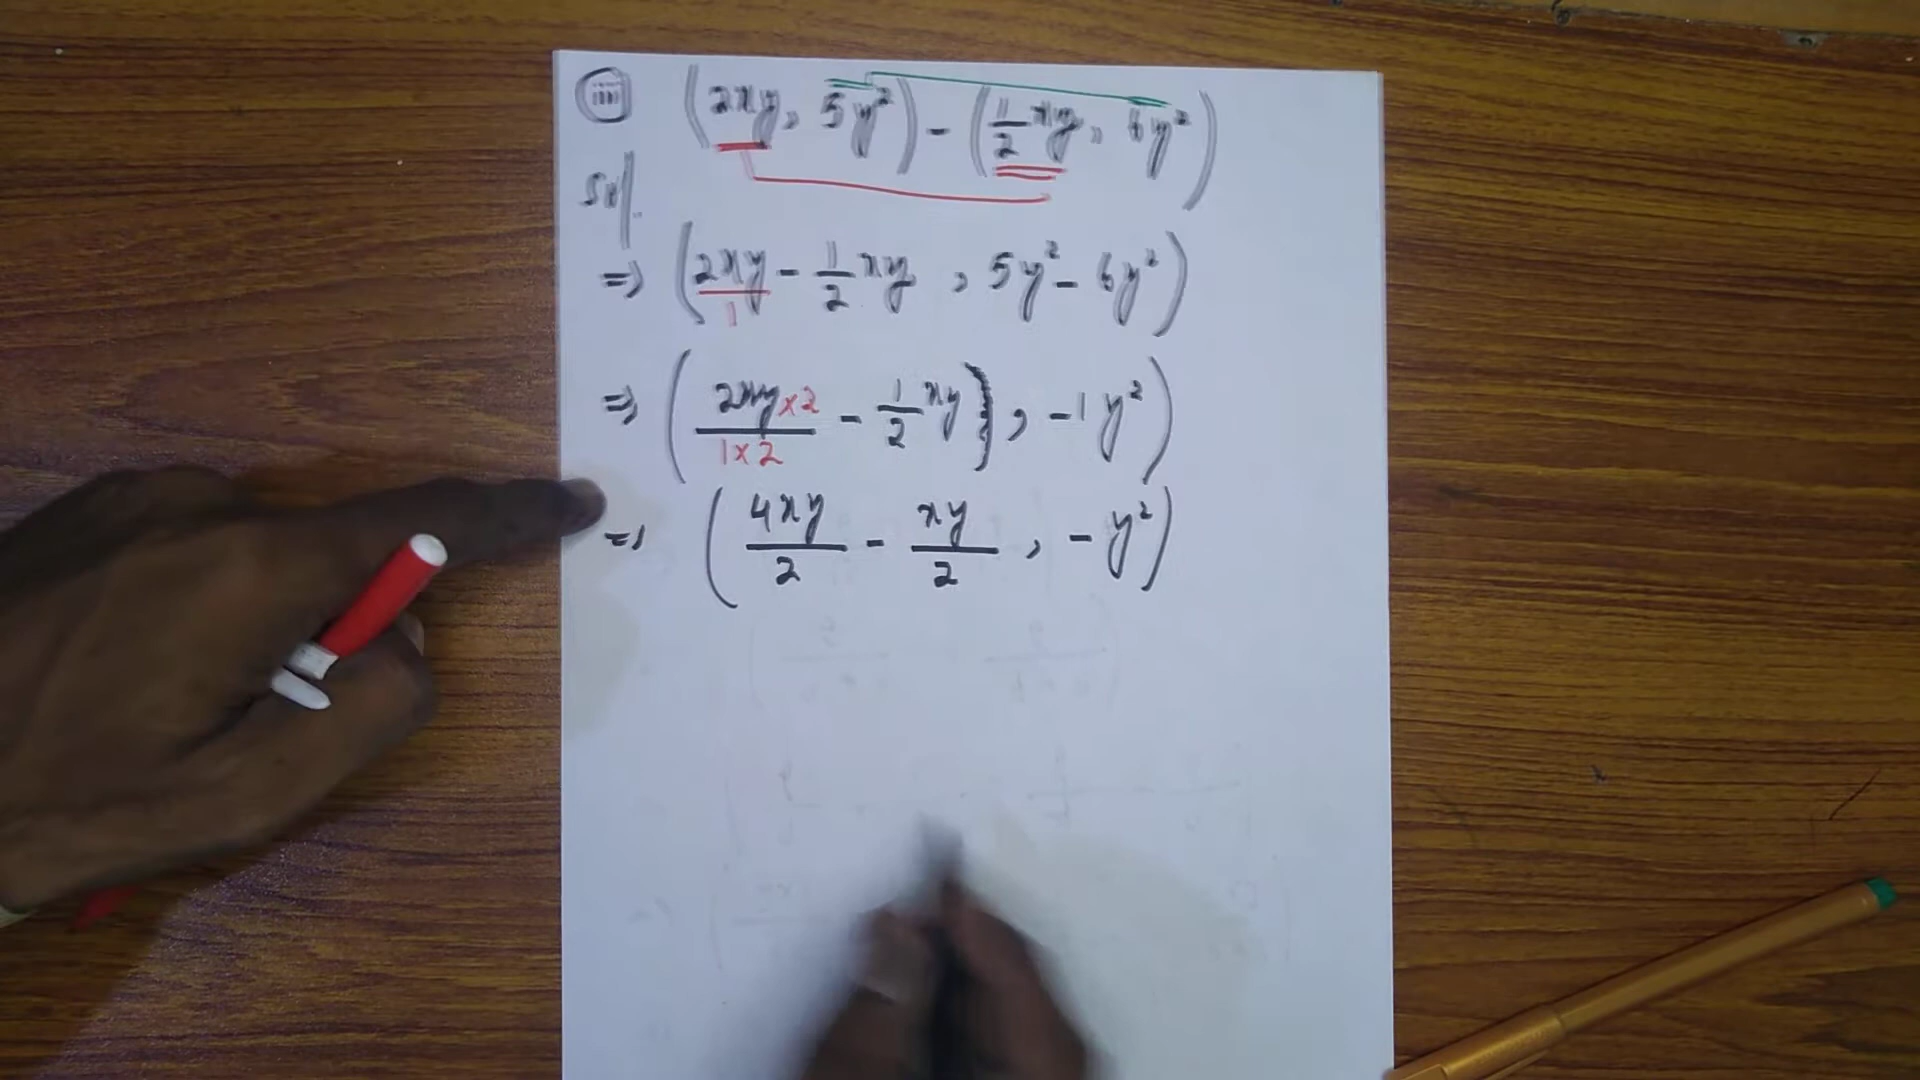 (iii) (2xy, 5y²) - (1/2 xy, 6y²)
Sol.
=> (2xy/1 - 1/2 xy, 5y² - 6y²)
=> (2xy×2/1×2 - 1/2 xy), -1y²)
=> (4xy/2 - xy/2, -y²)